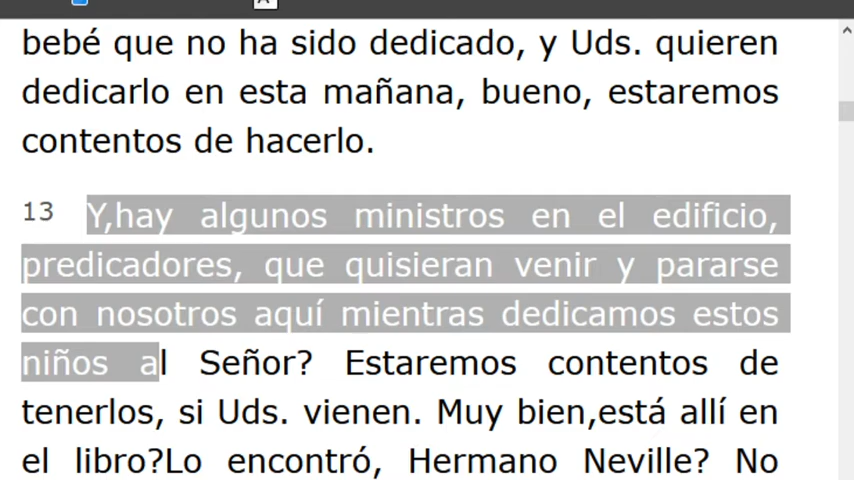 bebé que no ha sido dedicado, y Uds. quieren
dedicarlo en esta mañana, bueno, estaremos
contentos de hacerlo.
13 Y,hay algunos ministros en el edificio,
predicadores, que quisieran venir y pararse
con nosotros aquí mientras dedicamos estos
niños al Señor? Estaremos contentos de
tenerlos, si Uds. vienen. Muy bien,está allí en
el libro?Lo encontró, Hermano Neville? No